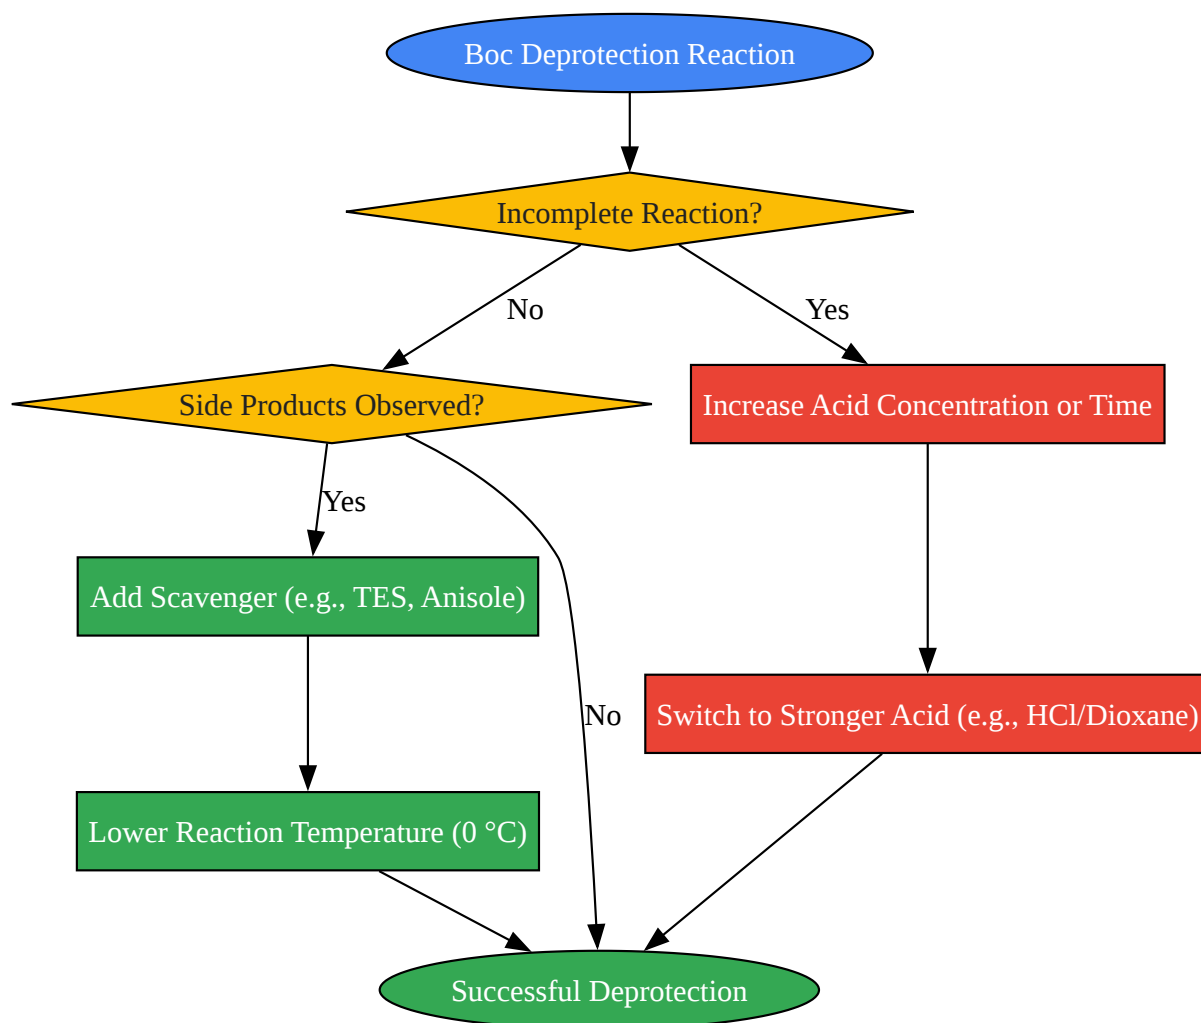 Boc Deprotection Reaction
Incomplete Reaction?
No
Yes
Side Products Observed?
Increase Acid Concentration or Time
Yes
Add Scavenger (e.g., TES, Anisole)
No
Switch to Stronger Acid (e.g., HCl/Dioxane)
Lower Reaction Temperature (0 °C)
Successful Deprotection